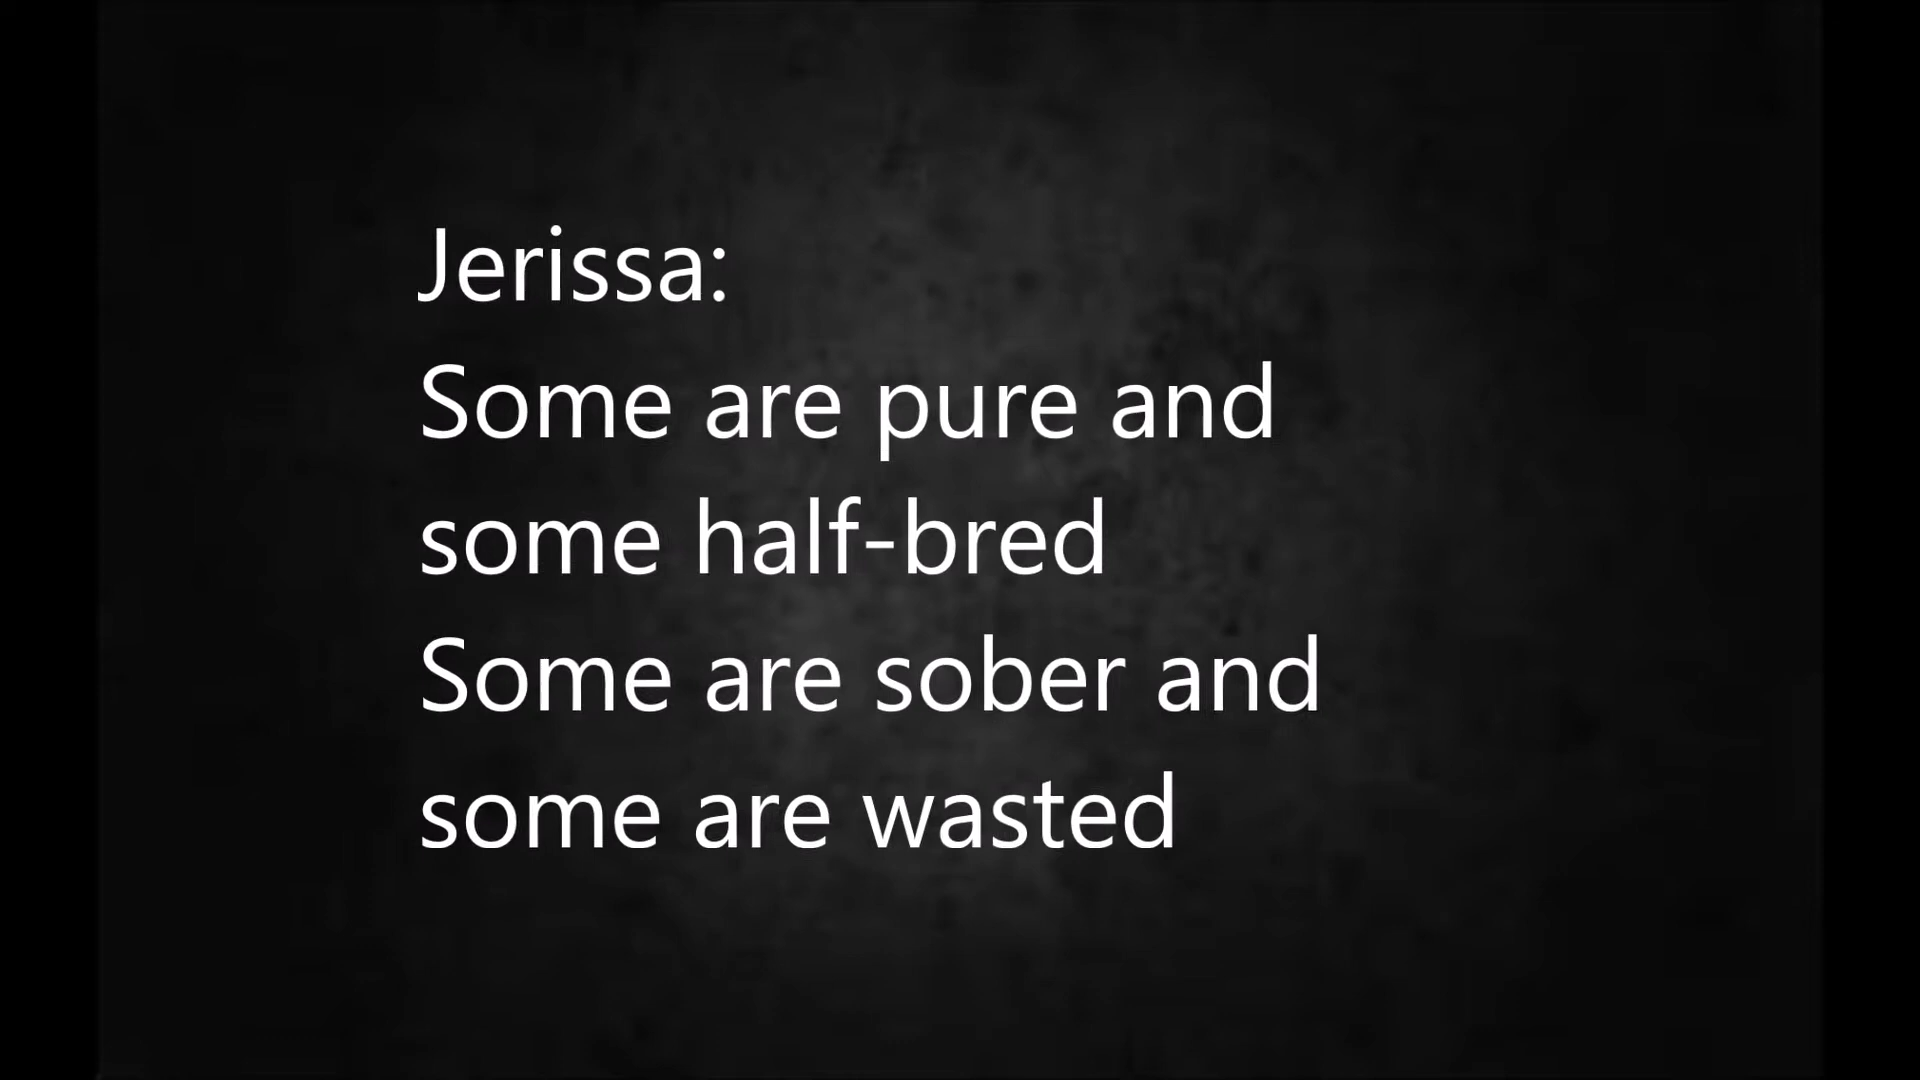 Jerissa:
Some are pure and
some half-bred
Some are sober and
some are wasted